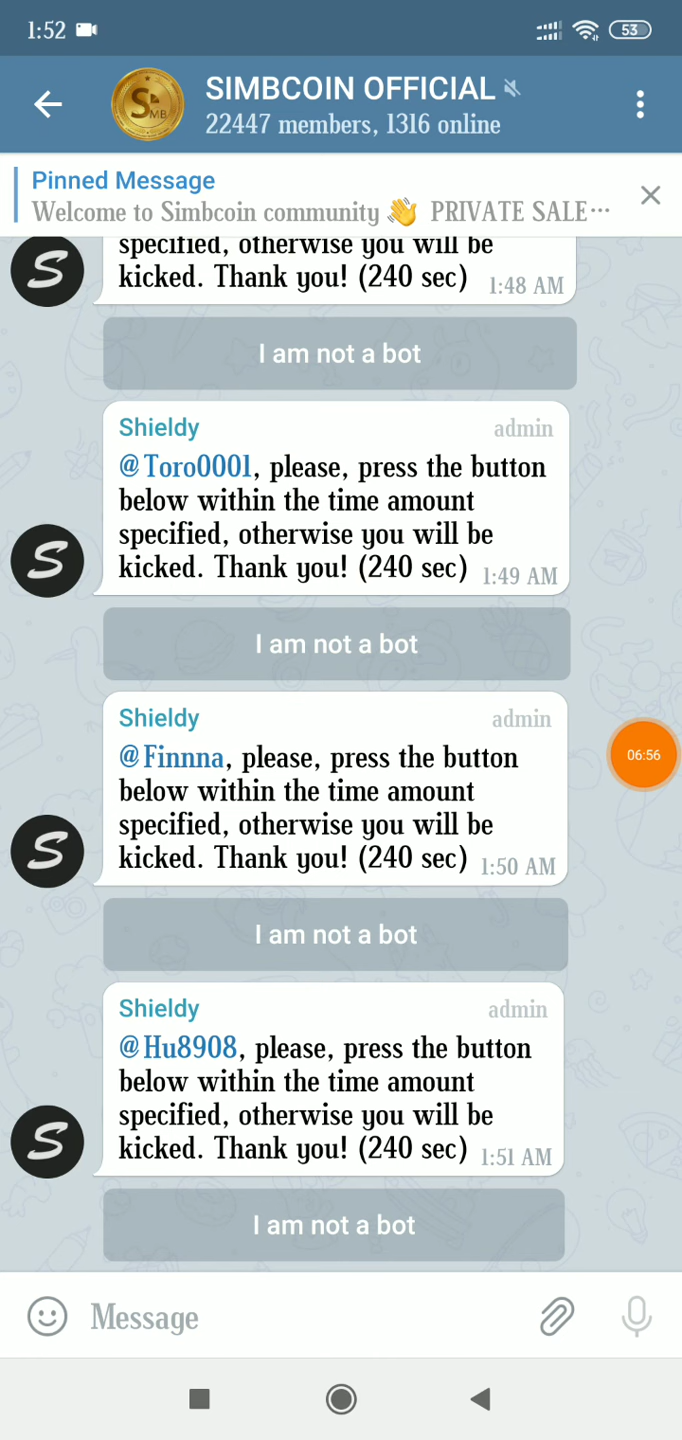 1:52
53
SIMBCOIN OFFICIAL
22447 members, 1316 online
Pinned Message
Welcome to Simbcoin community 👋 PRIVATE SALE...
specified, otherwise you will be
kicked. Thank you! (240 sec) 1:48 AM
I am not a bot
Shieldy admin
@Toro0001, please, press the button
below within the time amount
specified, otherwise you will be
kicked. Thank you! (240 sec) 1:49 AM
I am not a bot
Shieldy admin
@Finnna, please, press the button
below within the time amount
specified, otherwise you will be
kicked. Thank you! (240 sec) 1:50 AM
06:56
I am not a bot
Shieldy admin
@Hu8908, please, press the button
below within the time amount
specified, otherwise you will be
kicked. Thank you! (240 sec) 1:51 AM
I am not a bot
Message